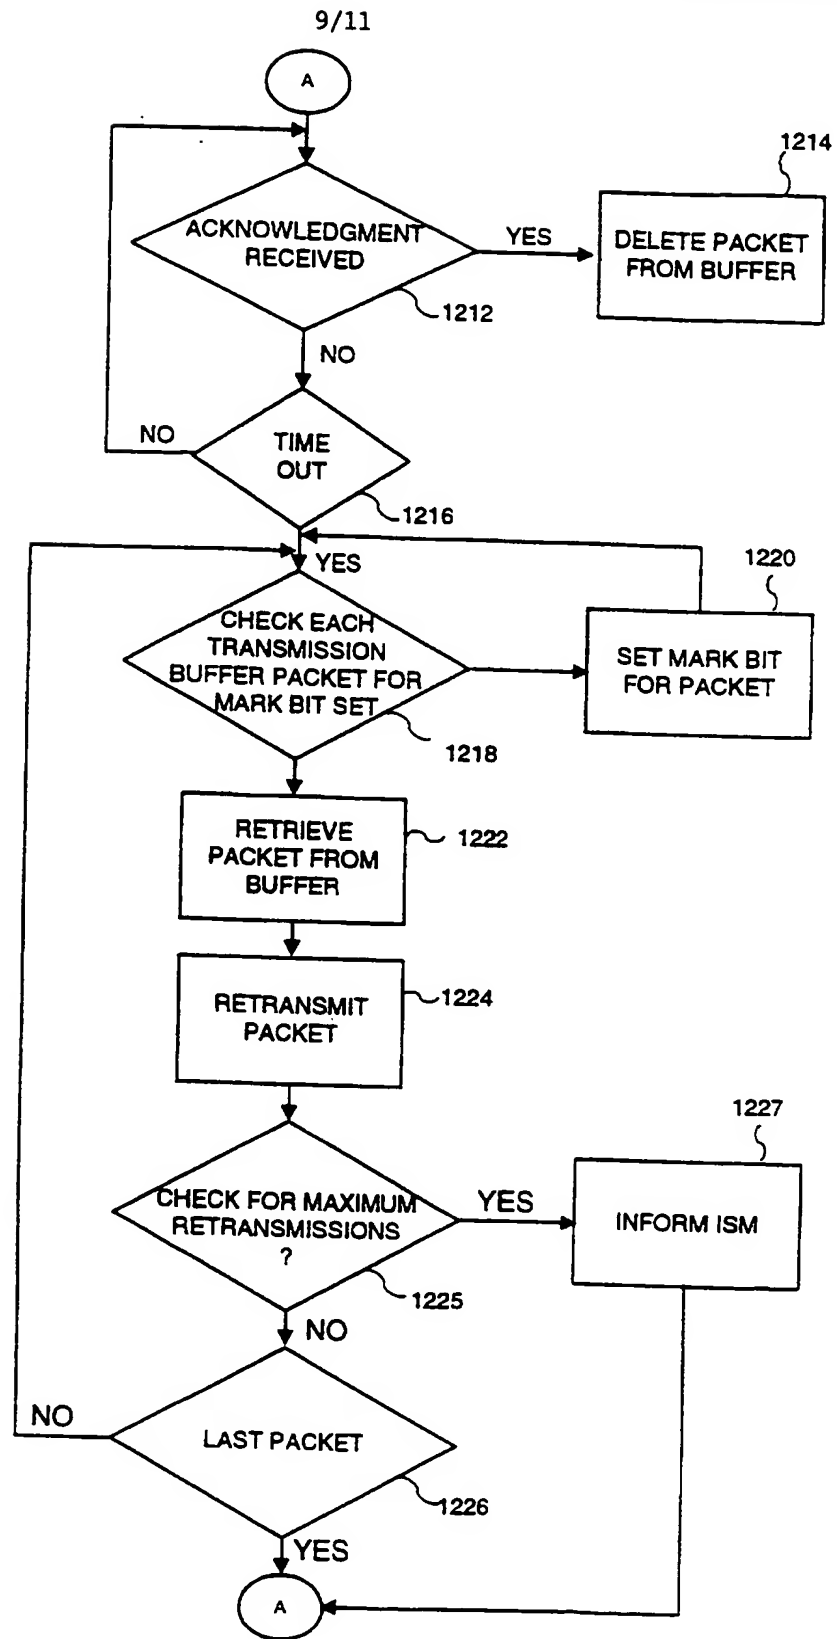 9/11
A
1214
ACKNOWLEDGMENT
RECEIVED
YES
DELETE PACKET
FROM BUFFER
1212
NO
NO
TIME
OUT
1216
YES
1220
CHECK EACH
TRANSMISSION
BUFFER PACKET FOR
MARK BIT SET
SET MARK BIT
FOR PACKET
1218
RETRIEVE
PACKET FROM
BUFFER
1222
RETRANSMIT
PACKET
1224
1227
CHECK FOR MAXIMUM
RETRANSMISSIONS
?
YES
INFORM ISM
1225
NO
NO
LAST PACKET
1226
YES
A